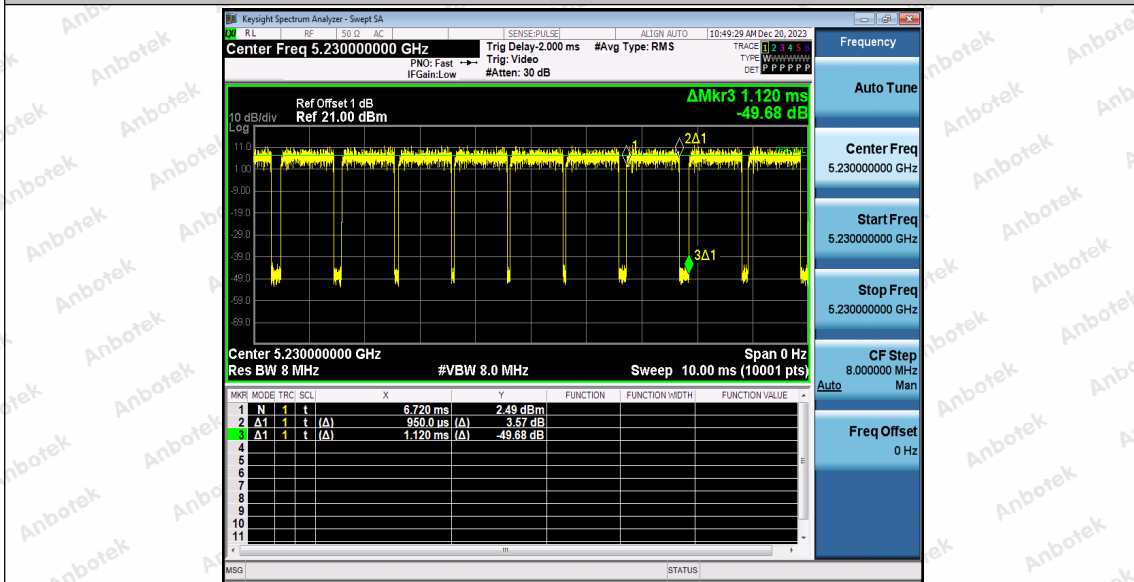 Keysight Spectrum Analyzer - Swept SA
LXI RL RF 50 Ω AC SENSE:PULSE ALIGN AUTO 10:49:29 AM Dec 20, 2023
Center Freq 5.230000000 GHz
PNO: Fast
IFGain:Low
Trig Delay-2.000 ms
Trig: Video
#Atten: 30 dB
#Avg Type: RMS
TRACE 1 2 3 4 5 6
TYPE WWWWWW
DET P P P P P P
Frequency
Auto Tune
Center Freq
5.230000000 GHz
Start Freq
5.230000000 GHz
Stop Freq
5.230000000 GHz
CF Step
8.000000 MHz
Auto Man
Freq Offset
0 Hz
ΔMkr3 1.120 ms
-49.68 dB
Ref Offset 1 dB
10 dB/div Ref 21.00 dBm
Log
11.0
1.00
-9.00
-19.0
-29.0
-39.0
-49.0
-59.0
-69.0
1
2Δ1
3Δ1
Center 5.230000000 GHz Span 0 Hz
Res BW 8 MHz #VBW 8.0 MHz Sweep 10.00 ms (10001 pts)
MKR MODE TRC SCL X Y FUNCTION FUNCTION WIDTH FUNCTION VALUE
1 N 1 t 6.720 ms 2.49 dBm
2 Δ1 1 t (Δ) 950.0 µs (Δ) 3.57 dB
3 Δ1 1 t (Δ) 1.120 ms (Δ) -49.68 dB
4
5
6
7
8
9
10
11
MSG STATUS
Anbotek